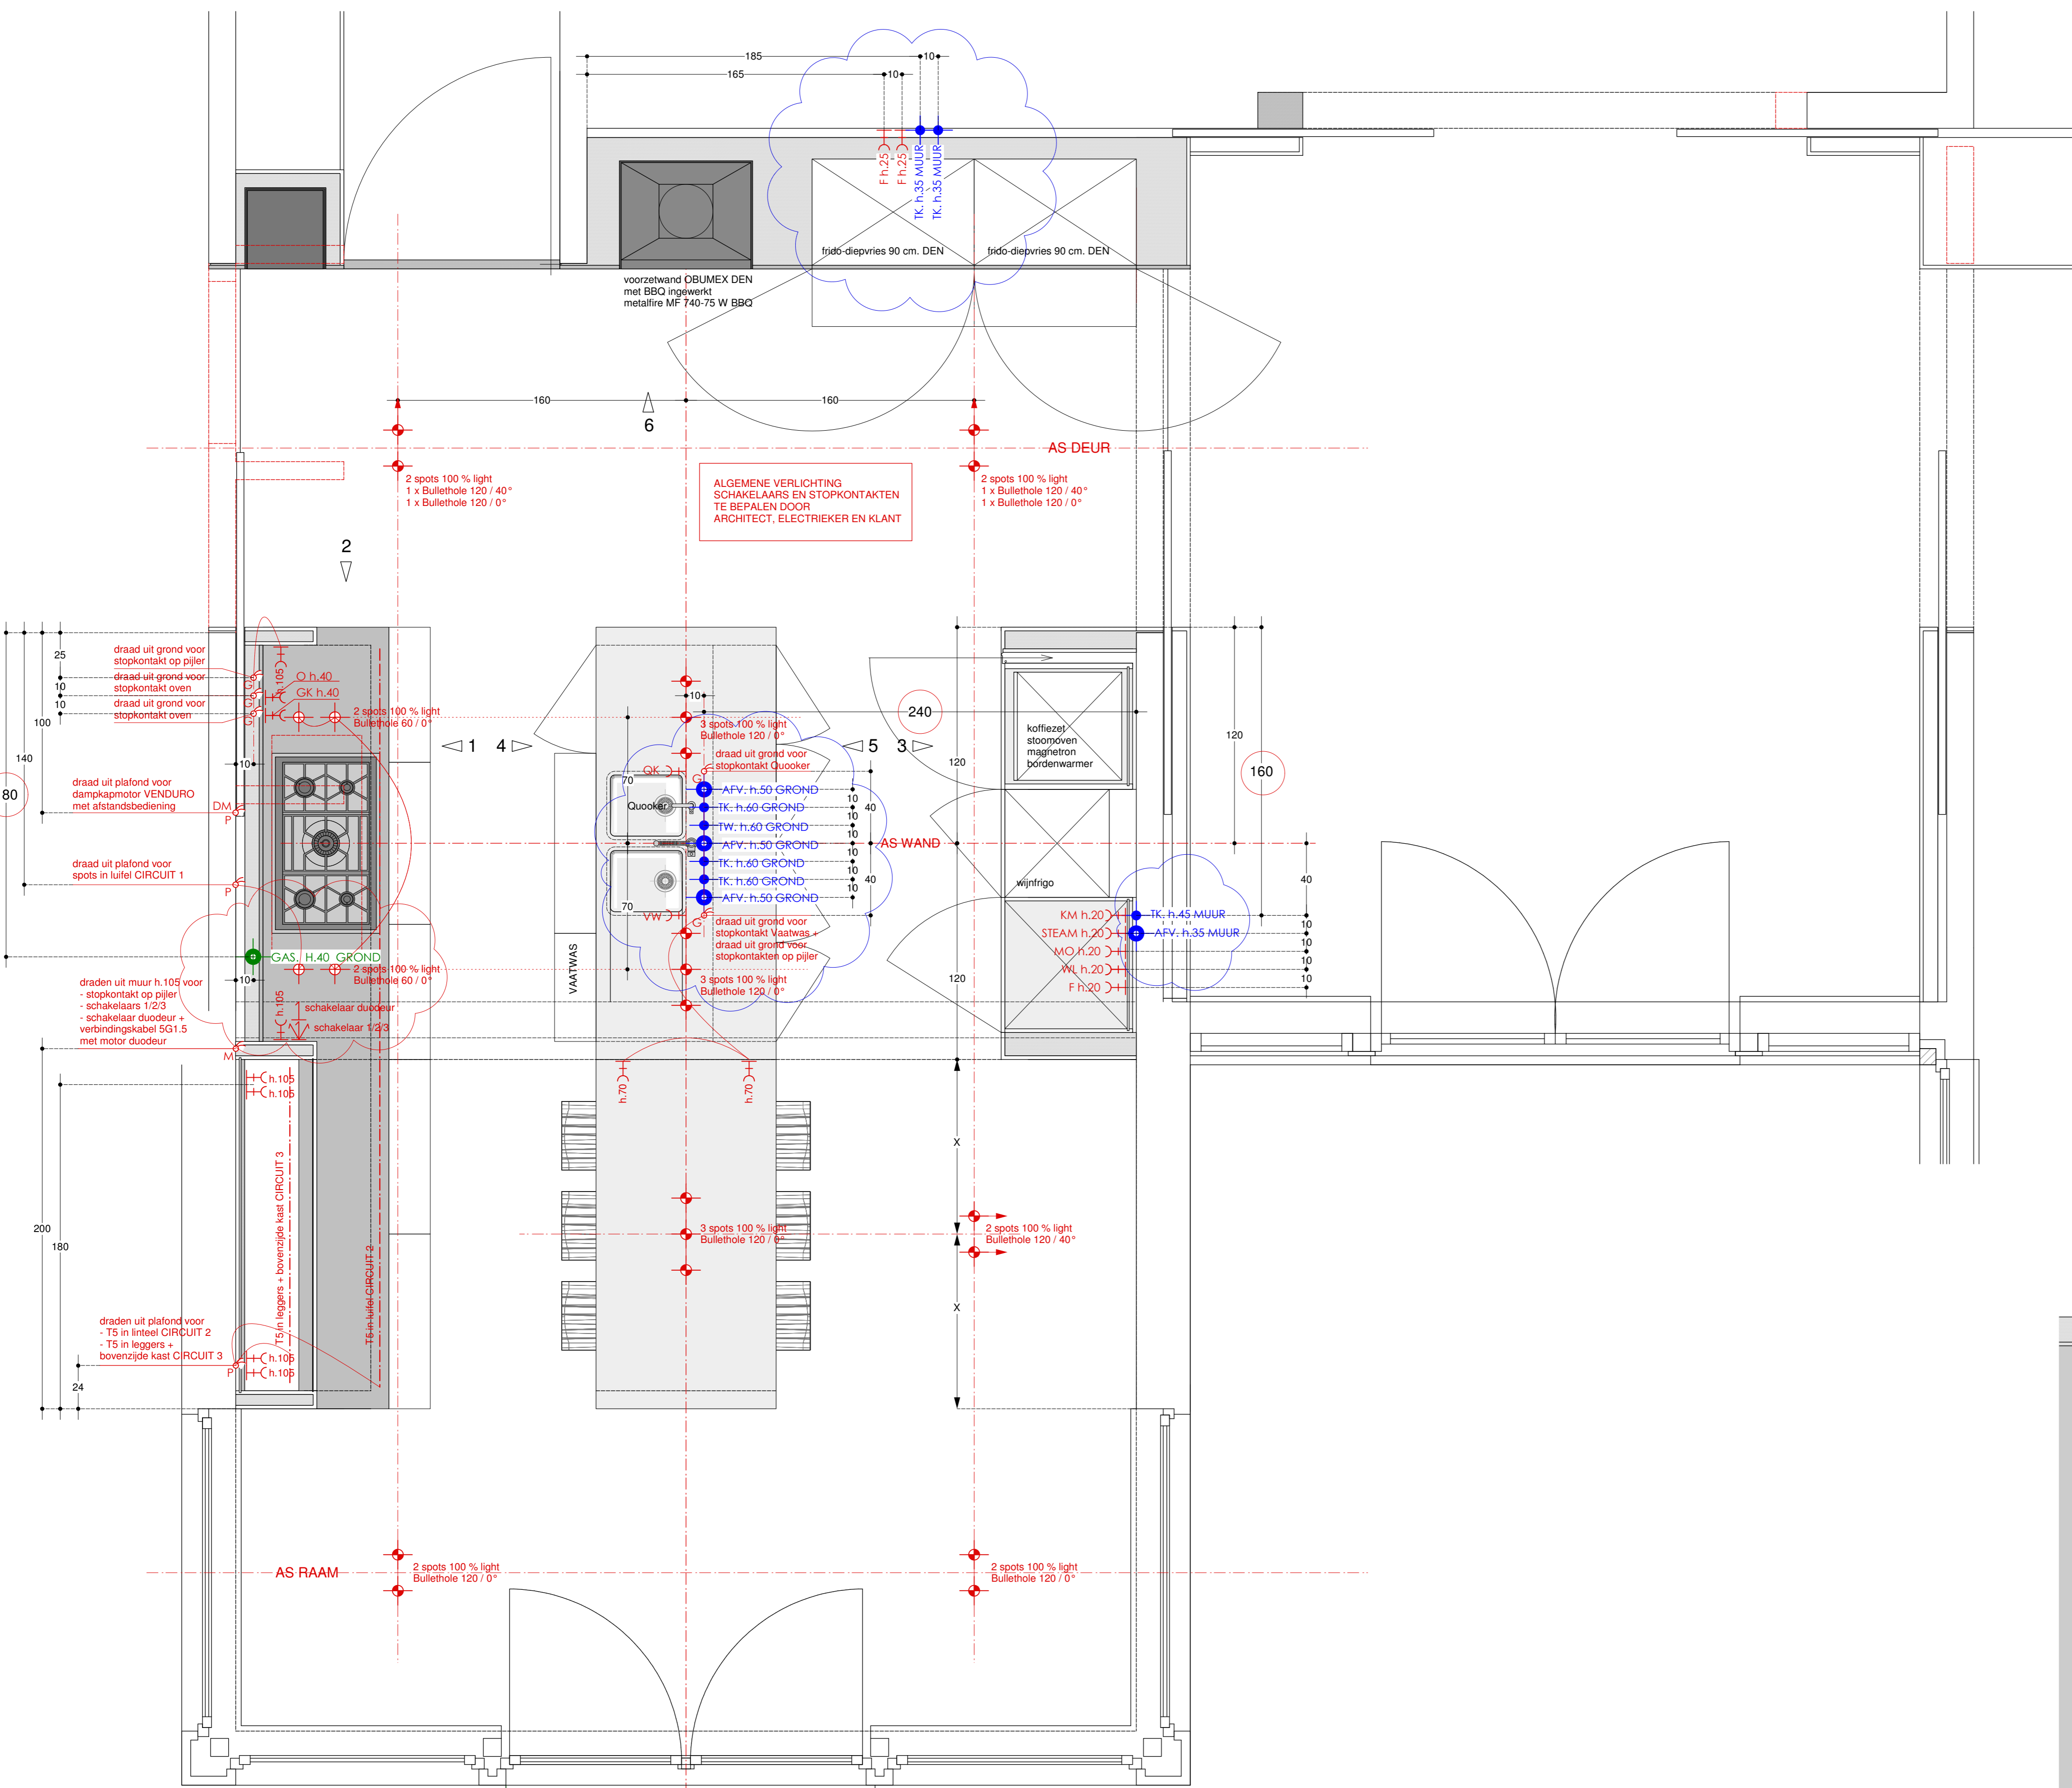 185
10
165
10
F h.25
F h.25
TK. h.35 MUUR
TK. h.35 MUUR
frido-diepvries 90 cm. DEN
frido-diepvries 90 cm. DEN
voorzetwand OBUMEX DEN
met BBQ ingewerkt
metalfire MF 740-75 W BBQ
160
160
6
AS DEUR
2 spots 100 % light
1 x Bullethole 120 / 40°
1 x Bullethole 120 / 0°
ALGEMENE VERLICHTING
SCHAKELAARS EN STOPKONTAKTEN
TE BEPALEN DOOR
ARCHITECT, ELECTRIEKER EN KLANT
2 spots 100 % light
1 x Bullethole 120 / 40°
1 x Bullethole 120 / 0°
2
25
10
10
100
140
80
draad uit grond voor
stopkontakt op pijler
draad uit grond voor
stopkontakt oven
draad uit grond voor
stopkontakt oven
G
G
G
h.105
O h.40
GK h.40
2 spots 100 % light
Bullethole 60 / 0°
10
1
4
draad uit plafond voor
dampkapmotor VENDURO
met afstandsbediening
DM
P
draad uit plafond voor
spots in luifel CIRCUIT 1
P
GAS. H.40 GROND
10
2 spots 100 % light
Bullethole 60 / 0°
draden uit muur h.105 voor
- stopkontakt op pijler
- schakelaars 1/2/3
- schakelaar duodeur +
verbindingskabel 5G1.5
met motor duodeur
M
h.105
schakelaar duodeur
schakelaar 1/2/3
10
3 spots 100 % light
Bullethole 120 / 0°
draad uit grond voor
stopkontakt Quooker
QK
G
70
Quooker
AFV. h.50 GROND
TK. h.60 GROND
TW. h.60 GROND
AFV. h.50 GROND
TK. h.60 GROND
TK. h.60 GROND
AFV. h.50 GROND
10
10
10
10
10
10
40
40
70
VW
G
draad uit grond voor
stopkontakt Vaatwas +
draad uit grond voor
stopkontakten op pijler
3 spots 100 % light
Bullethole 120 / 0°
VAATWAS
AS WAND
5
3
240
120
120
koffiezet
stoomoven
magnetron
bordenwarmer
wijnfrigo
120
160
40
10
10
10
10
KM h.20
STEAM h.20
MO h.20
WL h.20
F h.20
TK. h.45 MUUR
AFV. h.35 MUUR
h.70
h.70
h.105
h.105
T5 in leggers + bovenzijde kast CIRCUIT 3
T5 in luifel CIRCUIT 2
200
180
24
draden uit plafond voor
- T5 in linteel CIRCUIT 2
- T5 in leggers +
bovenzijde kast CIRCUIT 3
P
h.105
h.105
3 spots 100 % light
Bullethole 120 / 0°
X
X
2 spots 100 % light
Bullethole 120 / 40°
AS RAAM
2 spots 100 % light
Bullethole 120 / 0°
2 spots 100 % light
Bullethole 120 / 0°